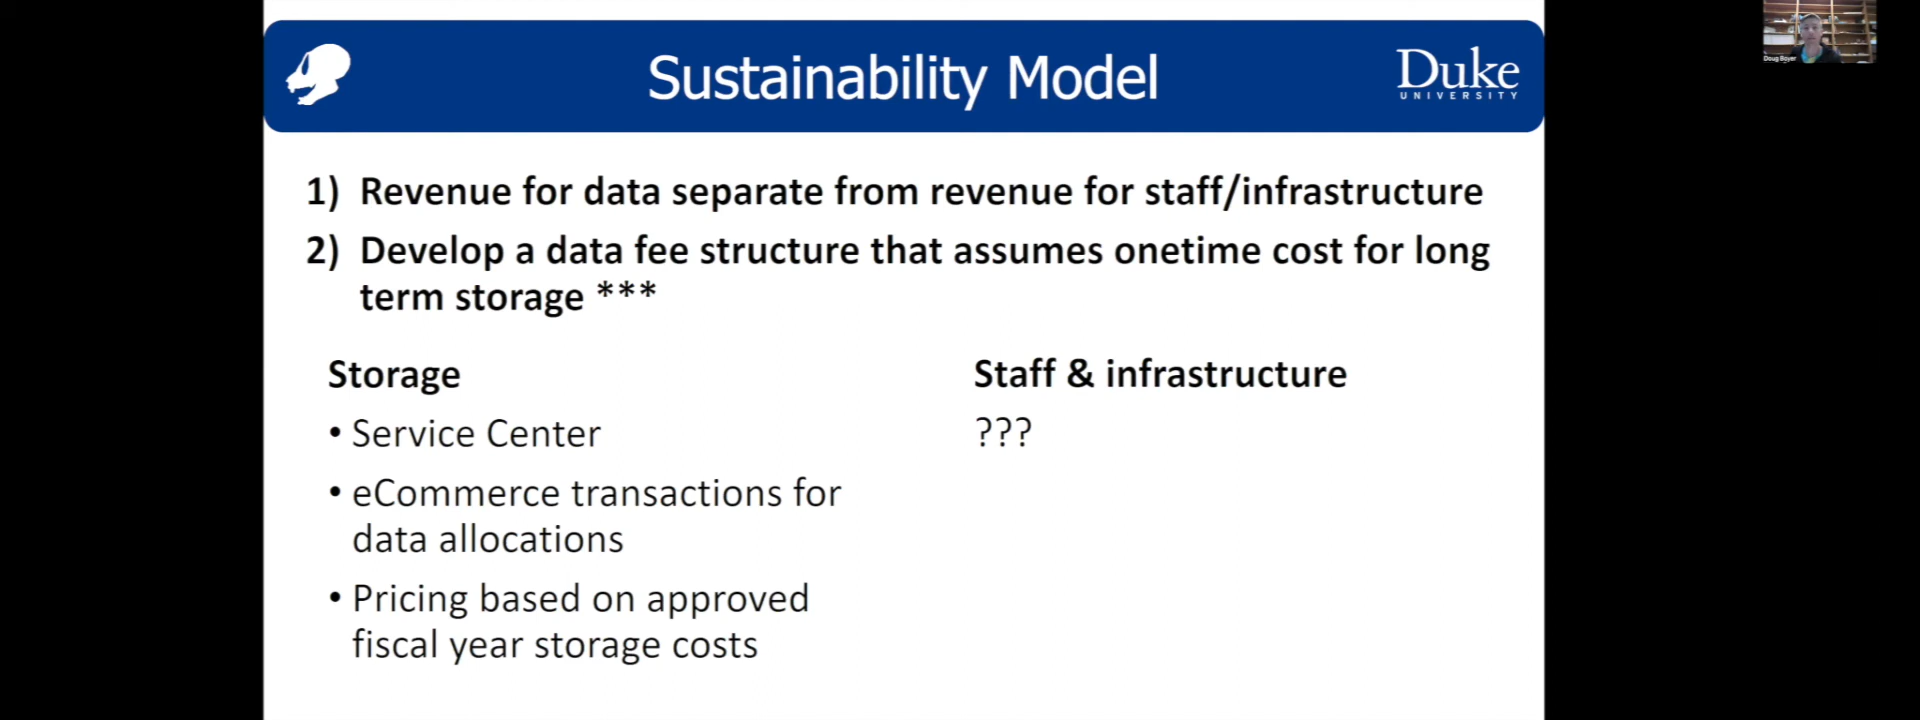 Sustainability Model
Duke
UNIVERSITY
Doug Boyer
1) Revenue for data separate from revenue for staff/infrastructure
2) Develop a data fee structure that assumes onetime cost for long
term storage ***
Storage
• Service Center
• eCommerce transactions for
data allocations
• Pricing based on approved
fiscal year storage costs
Staff & infrastructure
???